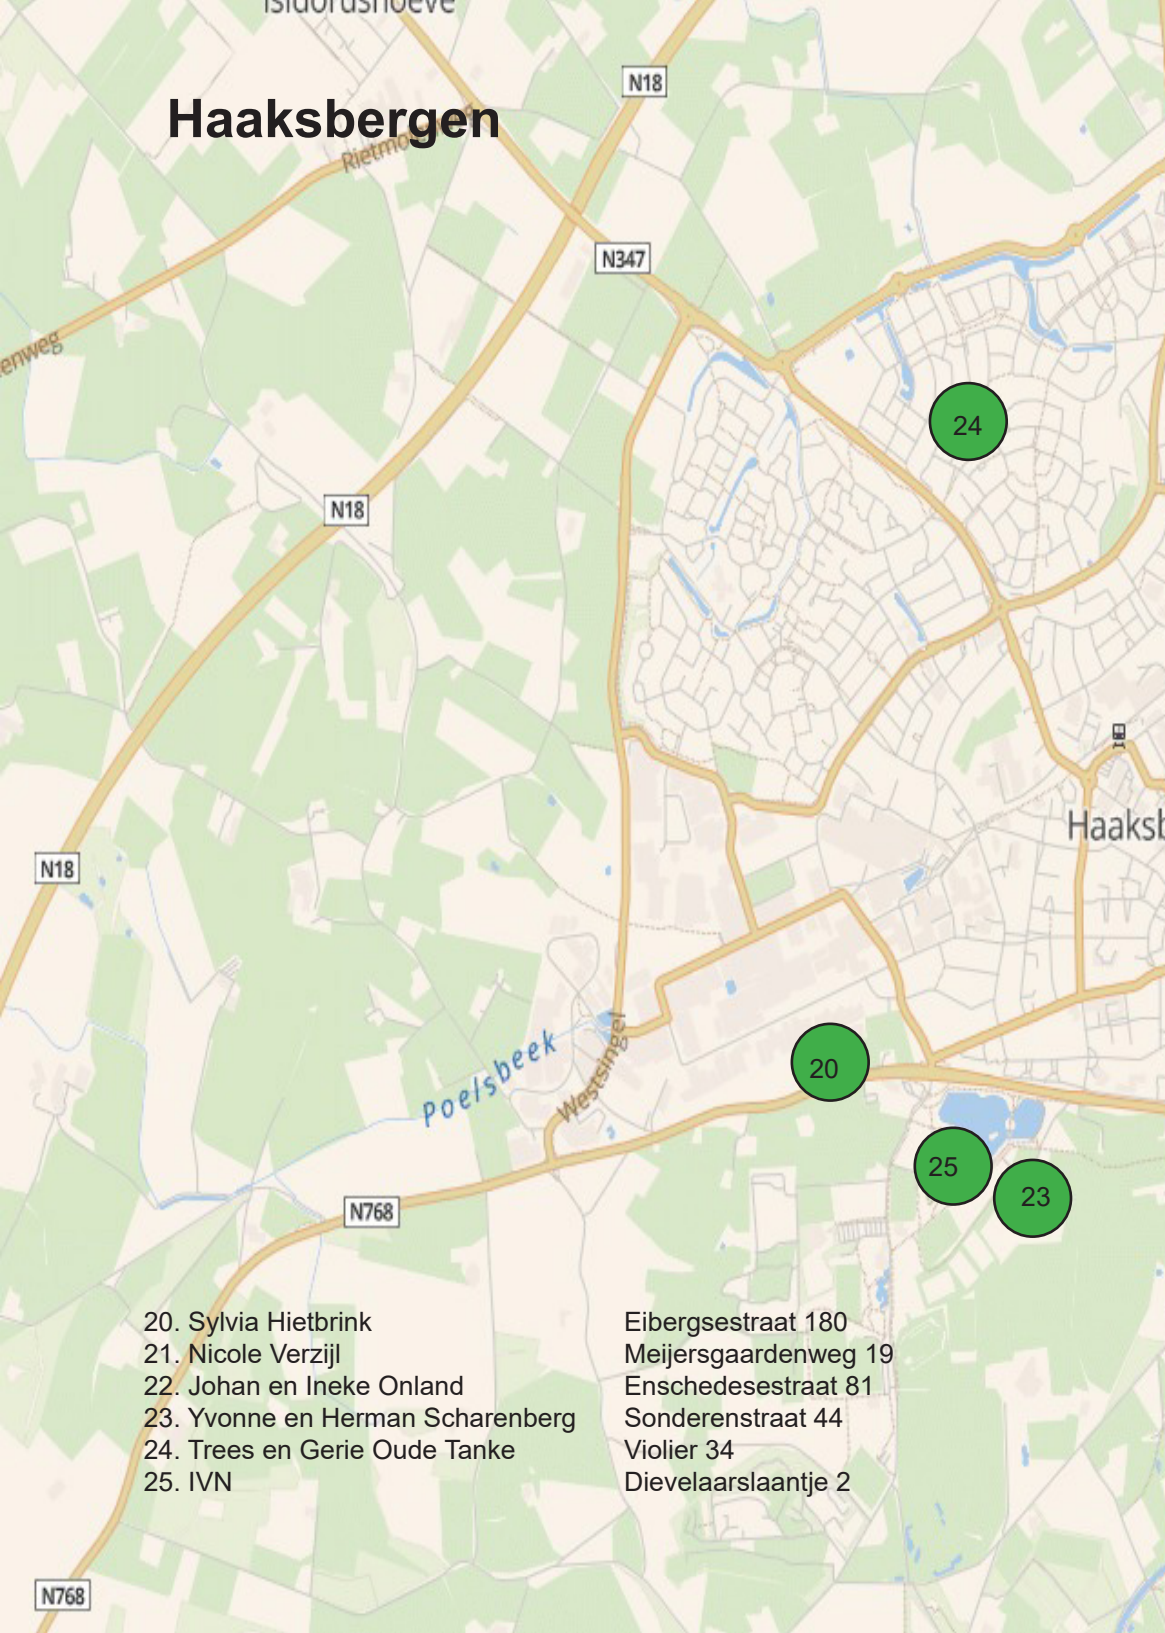 Haaksbergen
N18
Rietmolenweg
N347
enweg
24
N18
Haaksb
N18
Poelsbeek
Westsingel
20
25
23
N768
20. Sylvia Hietbrink Eibergsestraat 180
21. Nicole Verzijl Meijersgaardenweg 19
22. Johan en Ineke Onland Enschedesestraat 81
23. Yvonne en Herman Scharenberg Sonderenstraat 44
24. Trees en Gerie Oude Tanke Violier 34
25. IVN Dievelaarslaantje 2
N768